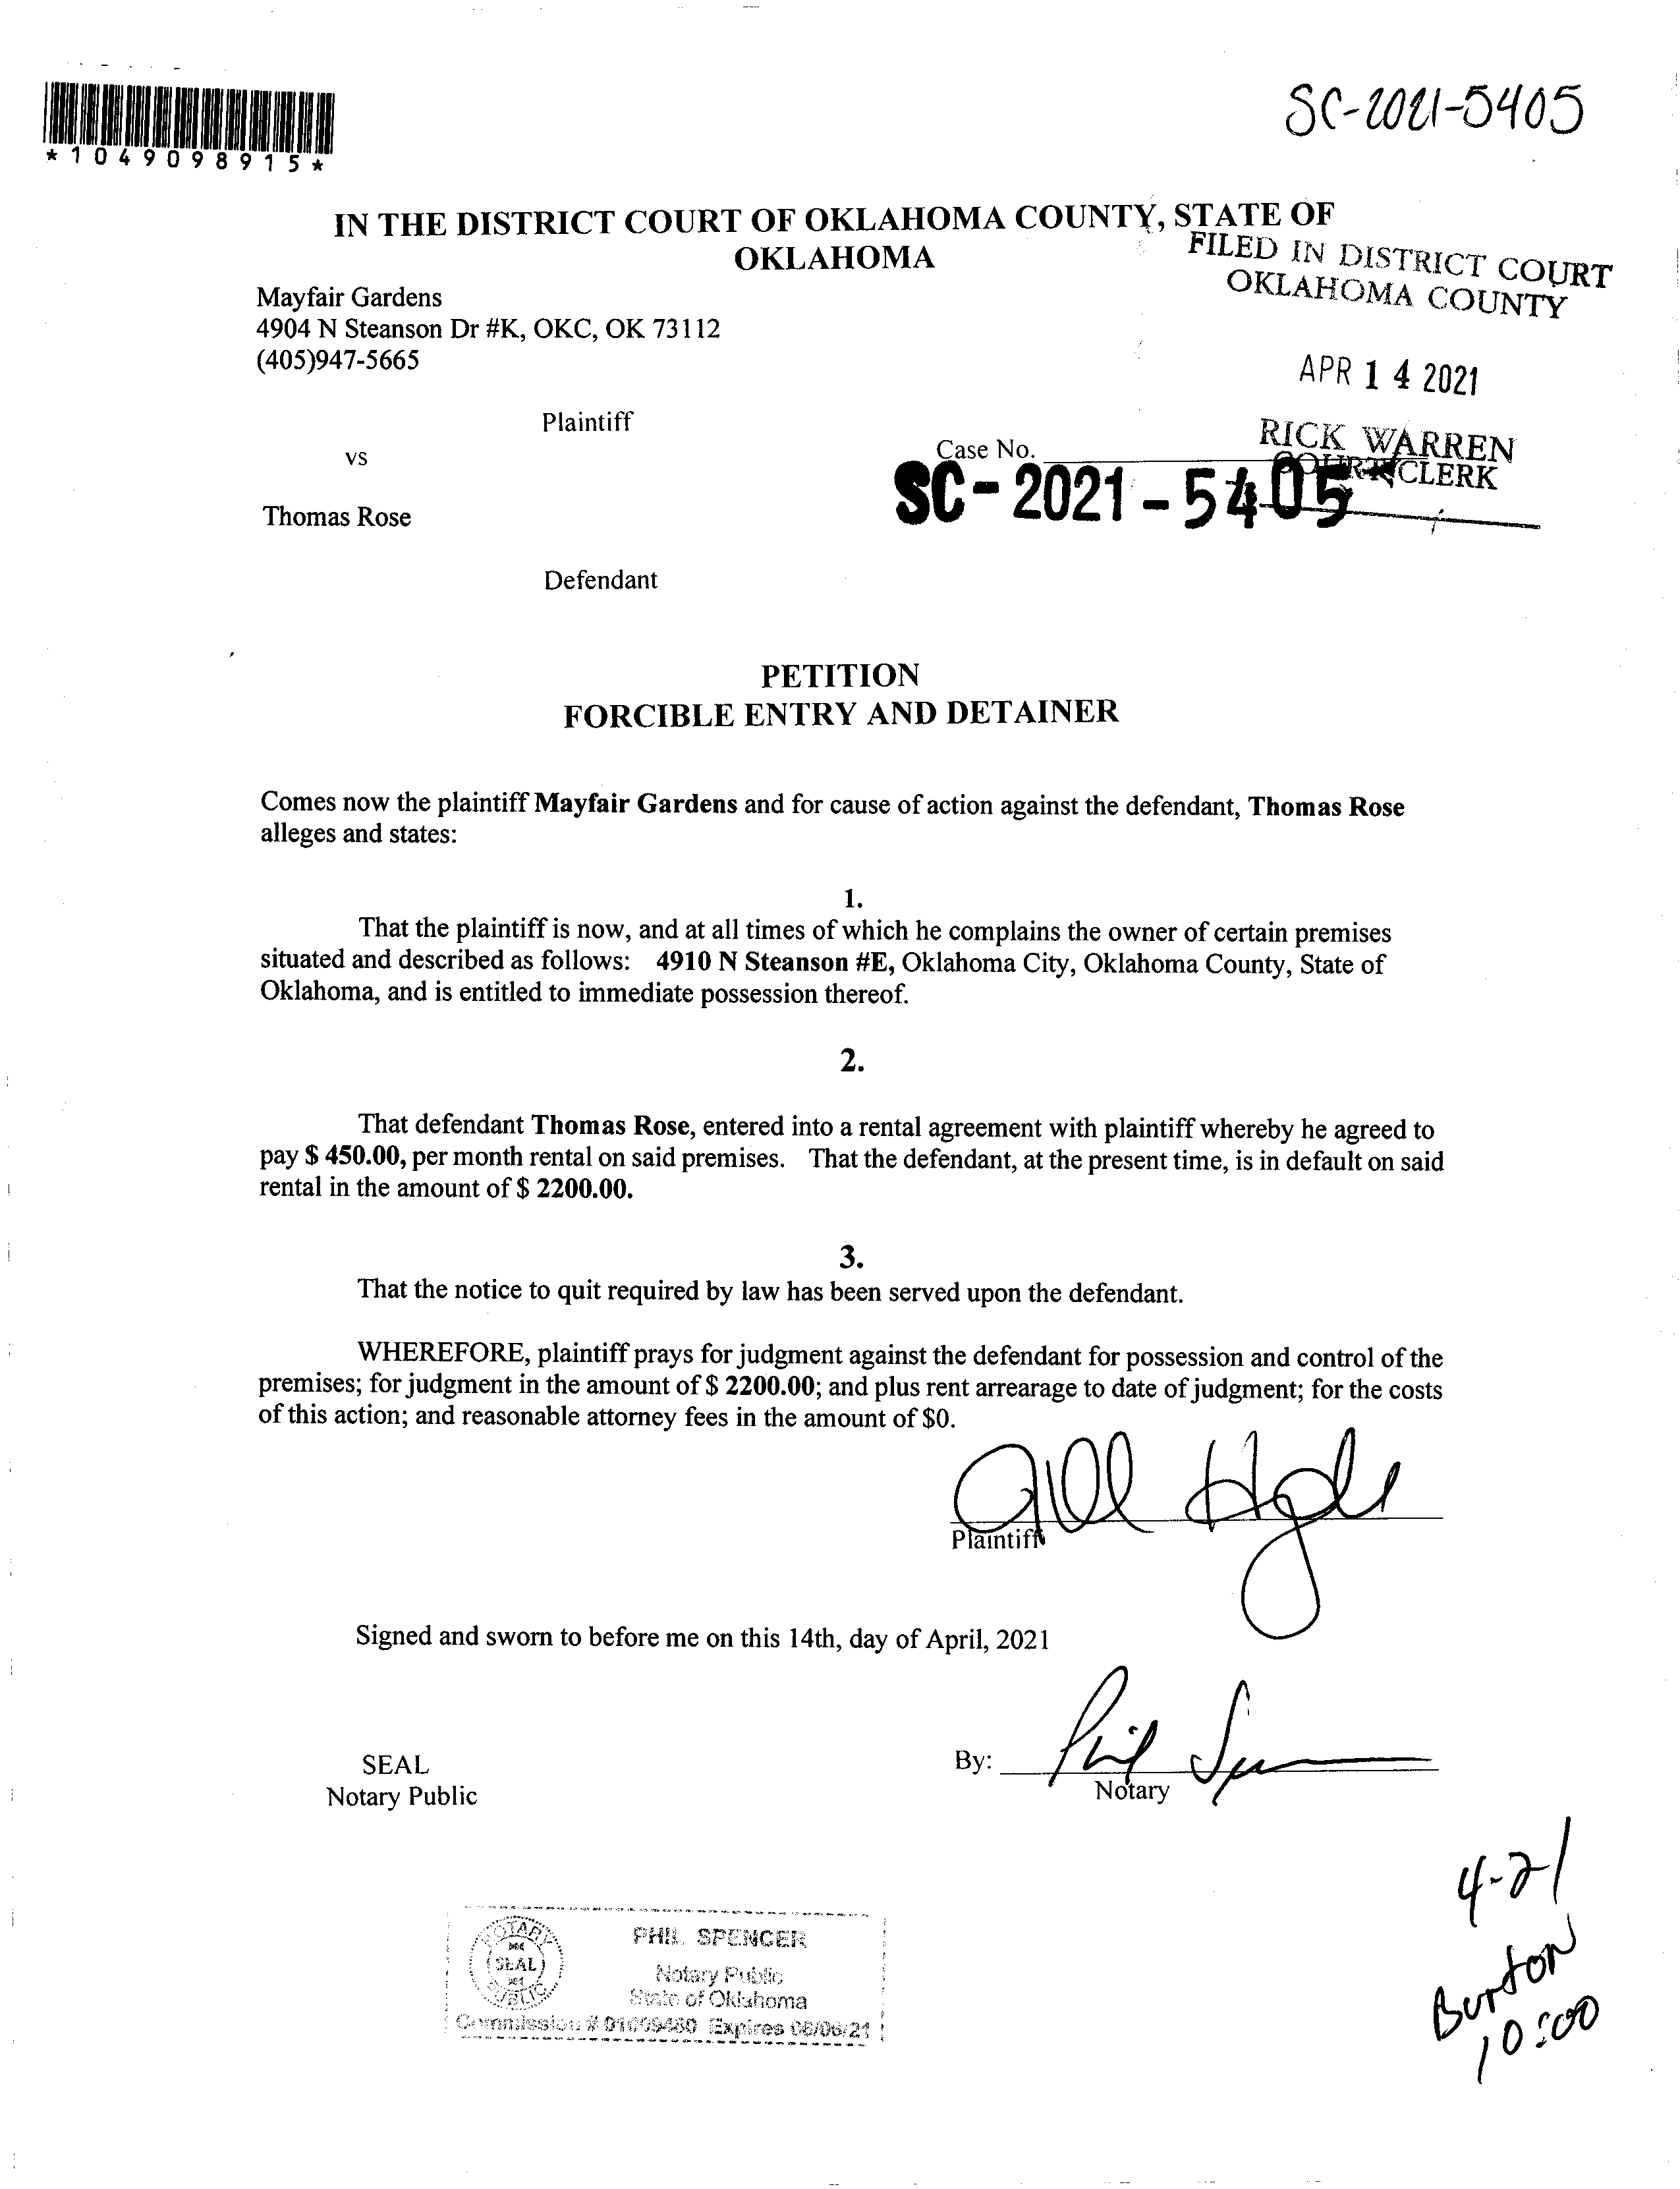 SC-2021-5405
*1049098915*
IN THE DISTRICT COURT OF OKLAHOMA COUNTY, STATE OF
OKLAHOMA
FILED IN DISTRICT COURT
OKLAHOMA COUNTY
Mayfair Gardens
4904 N Steanson Dr #K, OKC, OK 73112
(405)947-5665
APR 14 2021
Plaintiff
RICK WARREN
COURT CLERK
vs
Case No.
SC-2021-5405
Thomas Rose
Defendant
PETITION
FORCIBLE ENTRY AND DETAINER
Comes now the plaintiff Mayfair Gardens and for cause of action against the defendant, Thomas Rose
alleges and states:
1.
That the plaintiff is now, and at all times of which he complains the owner of certain premises
situated and described as follows: 4910 N Steanson #E, Oklahoma City, Oklahoma County, State of
Oklahoma, and is entitled to immediate possession thereof.
2.
That defendant Thomas Rose, entered into a rental agreement with plaintiff whereby he agreed to
pay $ 450.00, per month rental on said premises. That the defendant, at the present time, is in default on said
rental in the amount of $ 2200.00.
3.
That the notice to quit required by law has been served upon the defendant.
WHEREFORE, plaintiff prays for judgment against the defendant for possession and control of the
premises; for judgment in the amount of $ 2200.00; and plus rent arrearage to date of judgment; for the costs
of this action; and reasonable attorney fees in the amount of $0.
Plaintiff
Signed and sworn to before me on this 14th, day of April, 2021
SEAL
Notary Public
By:
Notary
4-21
Burton
10:00
NOTARY
SEAL
PUBLIC
PHIL SPENCER
Notary Public
State of Oklahoma
Commission # 01009480 Expires 06/06/21